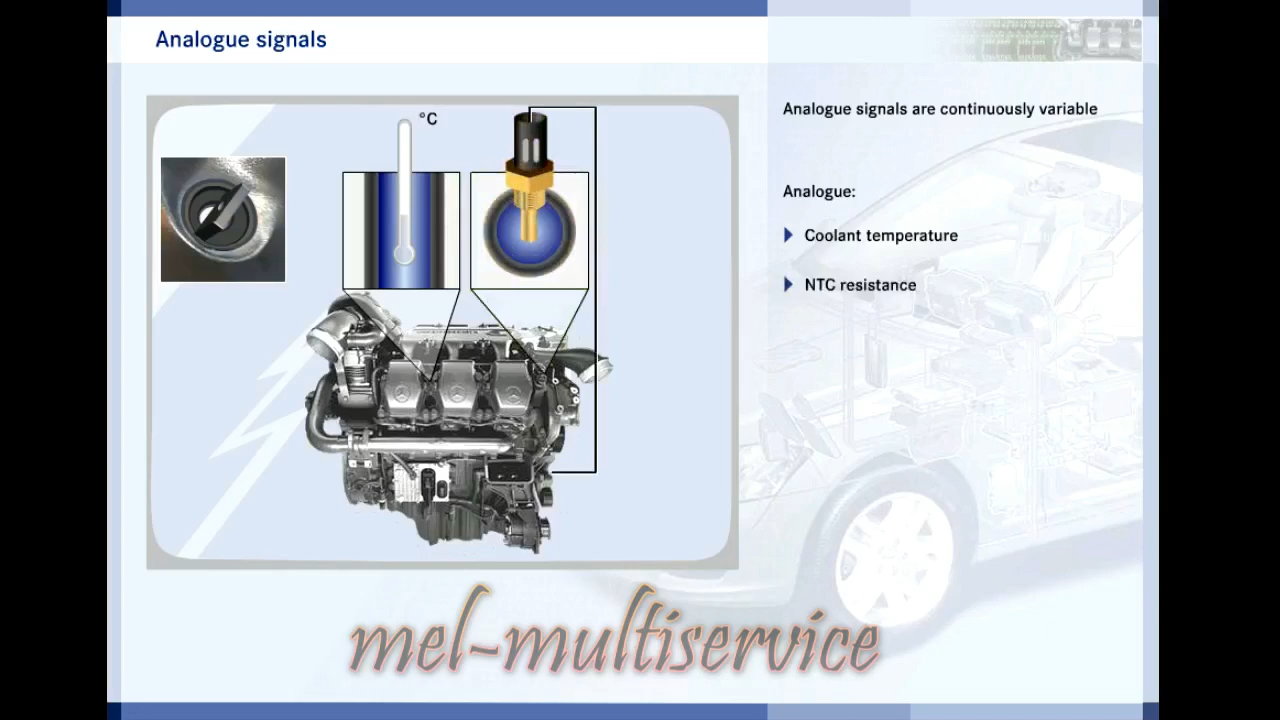 Analogue signals
°C
Analogue signals are continuously variable
Analogue:
Coolant temperature
NTC resistance
mel-multiservice